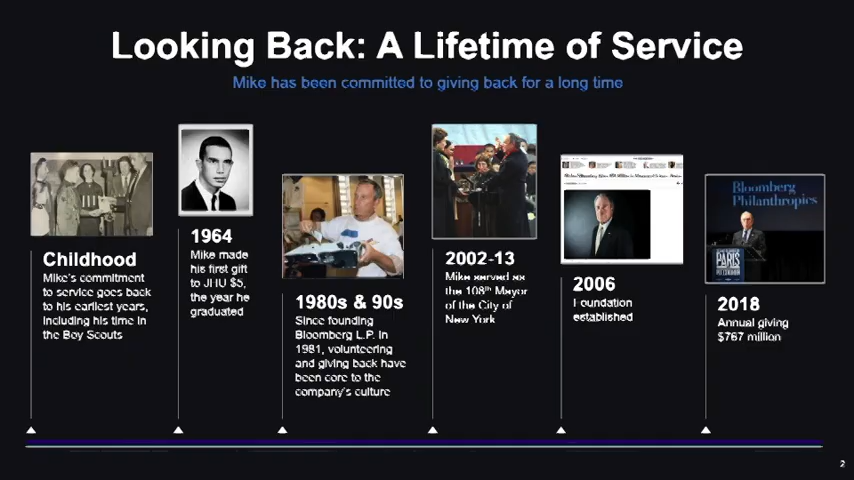 Looking Back: A Lifetime of Service
Mike has been committed to giving back for a long time
Childhood
Mike's commitment
to service goes back
to his earliest years,
including his time in
the Boy Scouts
1964
Mike made
his first gift
to JHU $5,
the year he
graduated
1980s & 90s
Since founding
Bloomberg L.P. in
1981, volunteering
and giving back have
been core to the
company's culture
2002-13
Mike served as
the 108th Mayor
of the City of
New York
2006
Foundation
established
Bloomberg
Philanthropies
PARIS
2018
Annual giving
$767 million
2